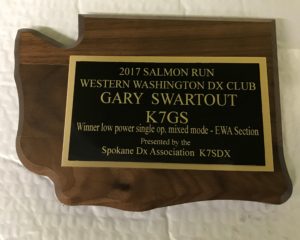 2017 SALMON RUN
WESTERN WASHINGTON DX CLUB
GARY SWARTOUT
K7GS
Winner low power single op. mixed mode - EWA Section
Presented by the
Spokane Dx Association K7SDX